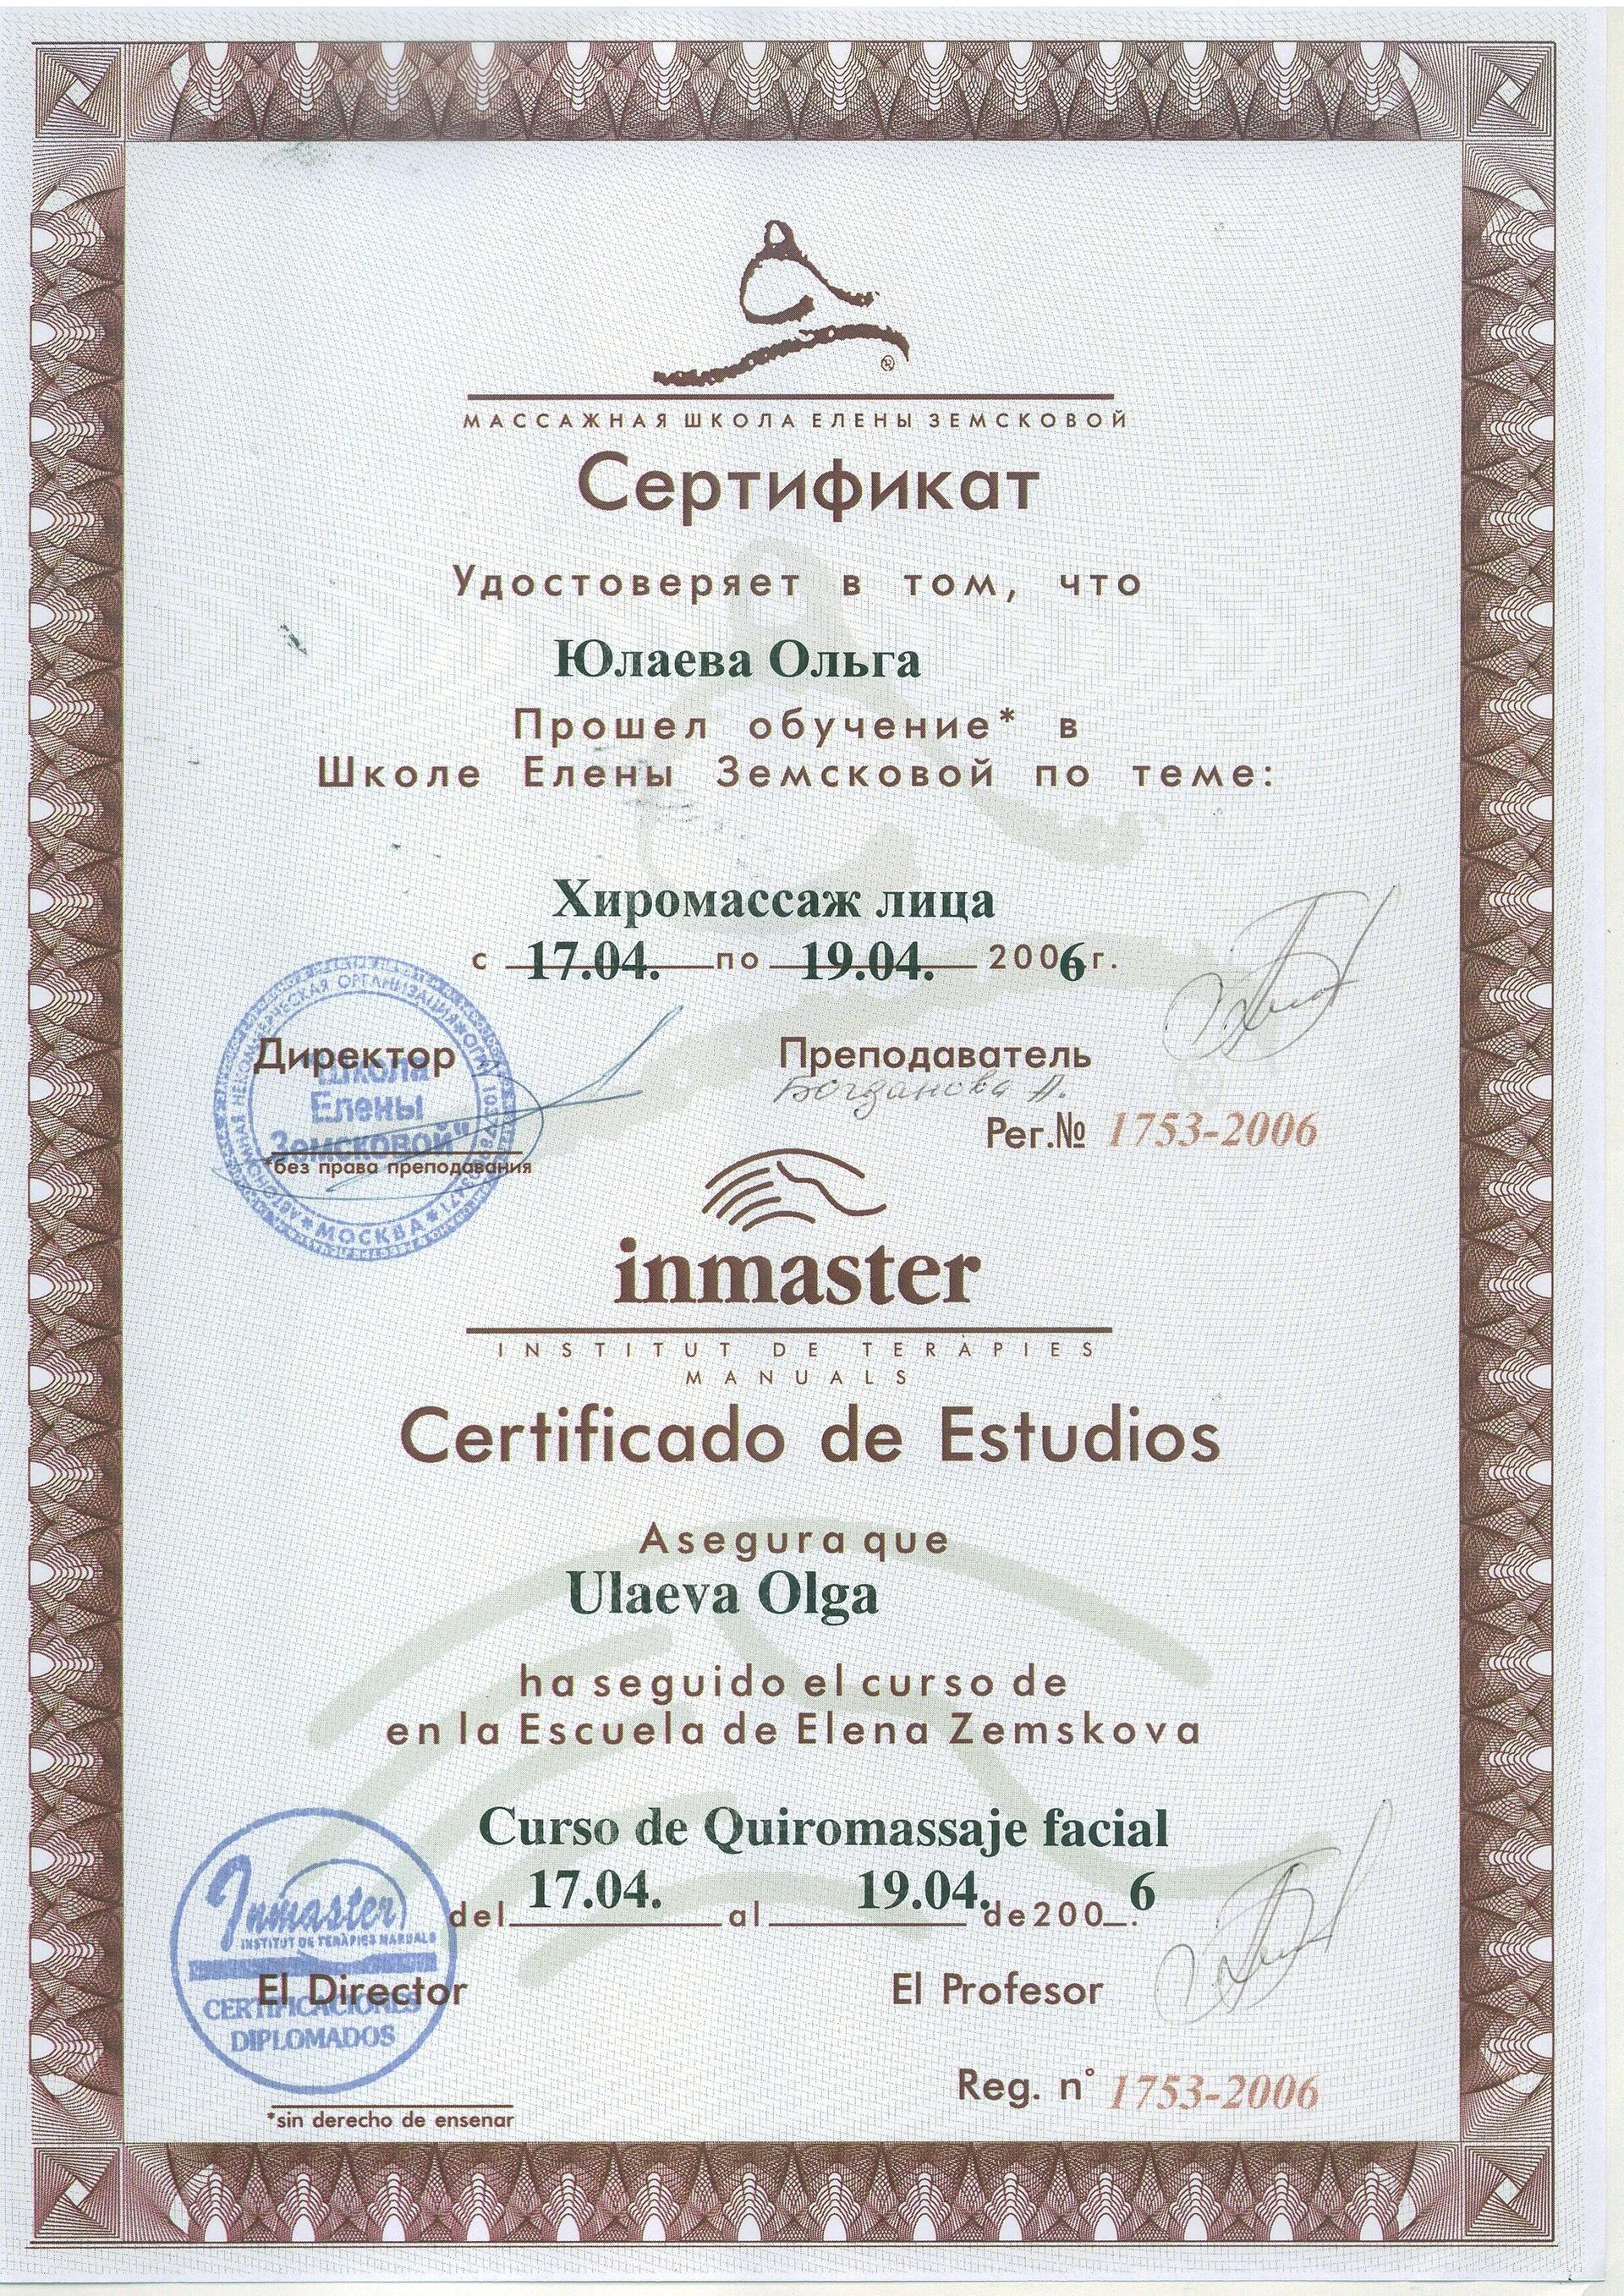 МАССАЖНАЯ ШКОЛА ЕЛЕНЫ ЗЕМСКОВОЙ
Сертификат
Удостоверяет в том, что
Юлаева Ольга
Прошел обучение* в
Школе Елены Земсковой по теме:
Хиромассаж лица
с 17.04. по 19.04. 2006г.
Директор
Преподаватель
Богданова А.
"Школа
Елены
Земсковой"
МОСКВА
Рег.№ 1753-2006
*без права преподавания
inmaster
INSTITUT DE TERÀPIES
MANUALS
Certificado de Estudios
Asegura que
Ulaeva Olga
ha seguido el curso de
en la Escuela de Elena Zemskova
Curso de Quiromassaje facial
del 17.04. al 19.04. de 200_. 6
Inmaster
INSTITUT DE TERÀPIES MANUALS
CERTIFICACIONES
DIPLOMADOS
El Director
El Profesor
Reg. n° 1753-2006
*sin derecho de ensenar